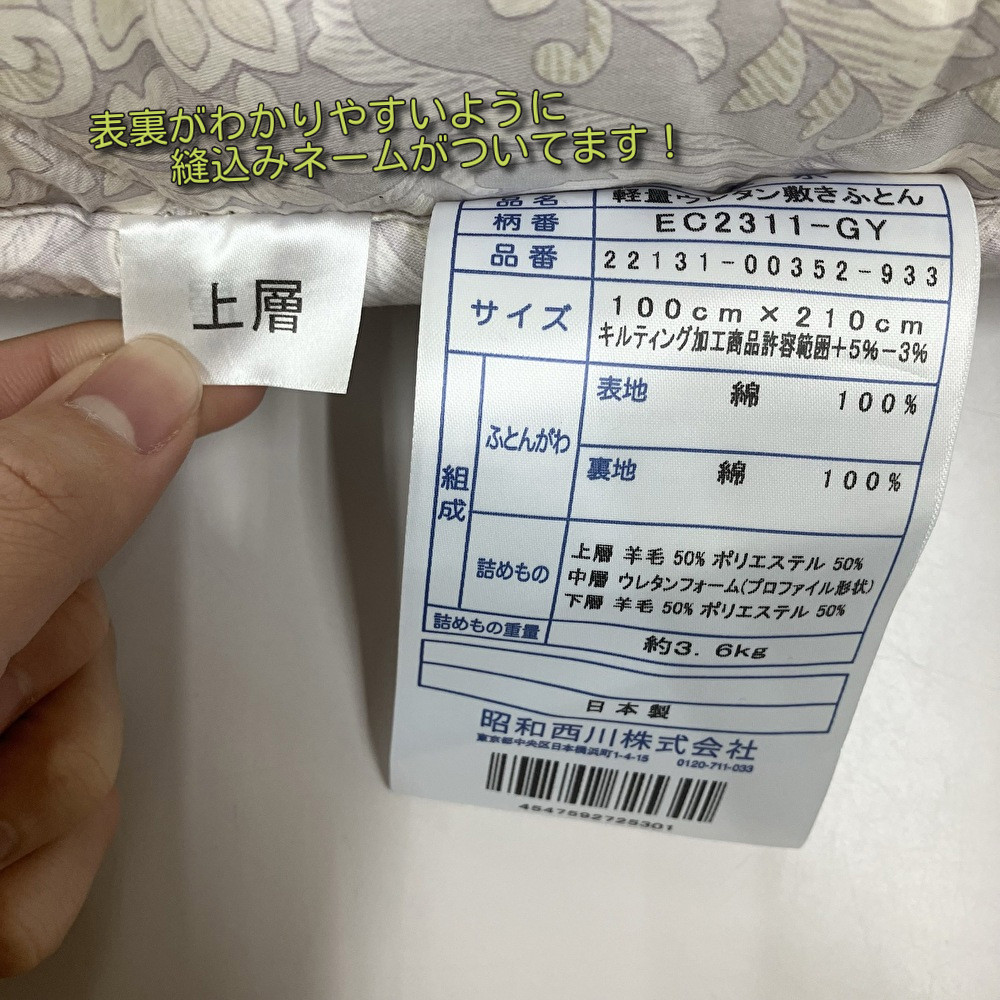 表裏がわかりやすいように
縫込みネームがついてます！
上層
品名 軽量ウレタン敷きふとん
柄番 EC2311-GY
品番 22131-00352-933
サイズ 100cm×210cm
キルティング加工商品許容範囲+5%-3%
組成
ふとんがわ
表地 綿 100%
裏地 綿 100%
詰めもの
上層 羊毛 50% ポリエステル 50%
中層 ウレタンフォーム(プロファイル形状)
下層 羊毛 50% ポリエステル 50%
詰めもの重量 約3.6kg
日本製
昭和西川株式会社
東京都中央区日本橋浜町1-4-15 0120-711-033
4547592725301